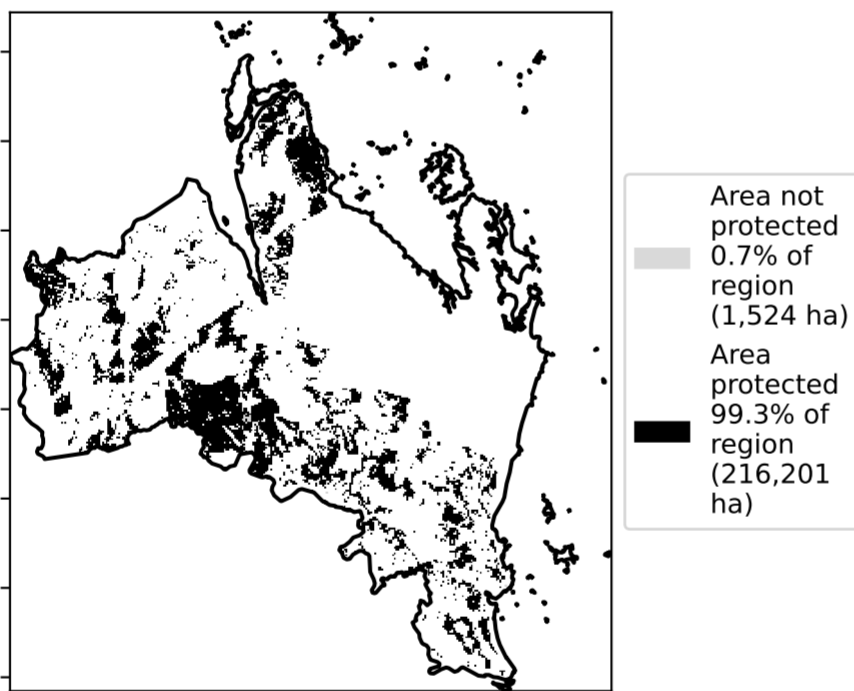 Area not
protected
0.7% of
region
(1,524 ha)
Area
protected
99.3% of
region
(216,201
ha)